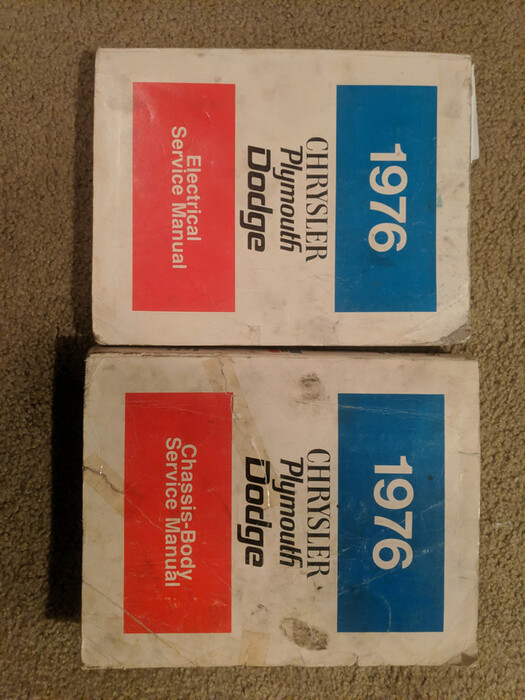 1976
CHRYSLER
Plymouth
Dodge
Electrical
Service Manual
1976
CHRYSLER
Plymouth
Dodge
Chassis-Body
Service Manual